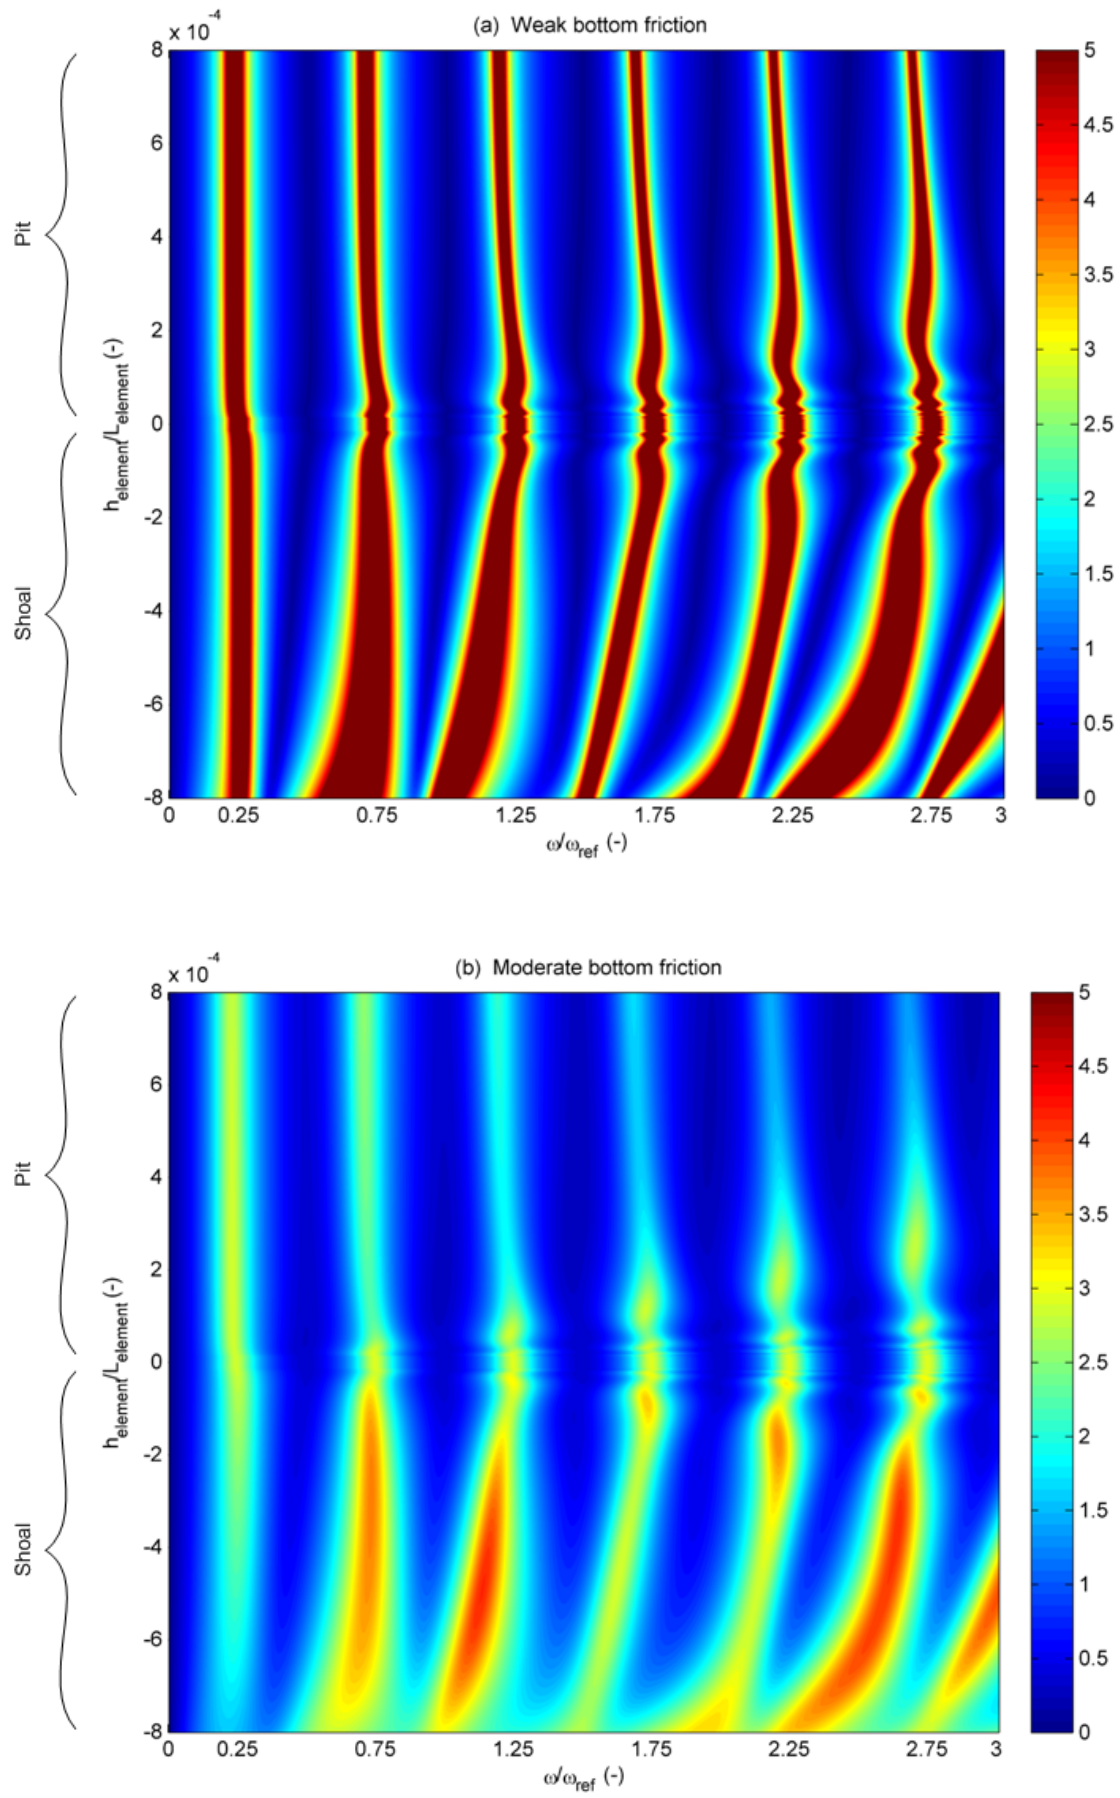 (a) Weak bottom friction
x 10⁻⁴
8
6
4
2
0
-2
-4
-6
-8
Pit
Shoal
h_element/L_element (-)
0 0.25 0.75 1.25 1.75 2.25 2.75 3
ω/ω_ref (-)
5
4.5
4
3.5
3
2.5
2
1.5
1
0.5
0
(b) Moderate bottom friction
x 10⁻⁴
8
6
4
2
0
-2
-4
-6
-8
Pit
Shoal
h_element/L_element (-)
0 0.25 0.75 1.25 1.75 2.25 2.75 3
ω/ω_ref (-)
5
4.5
4
3.5
3
2.5
2
1.5
1
0.5
0